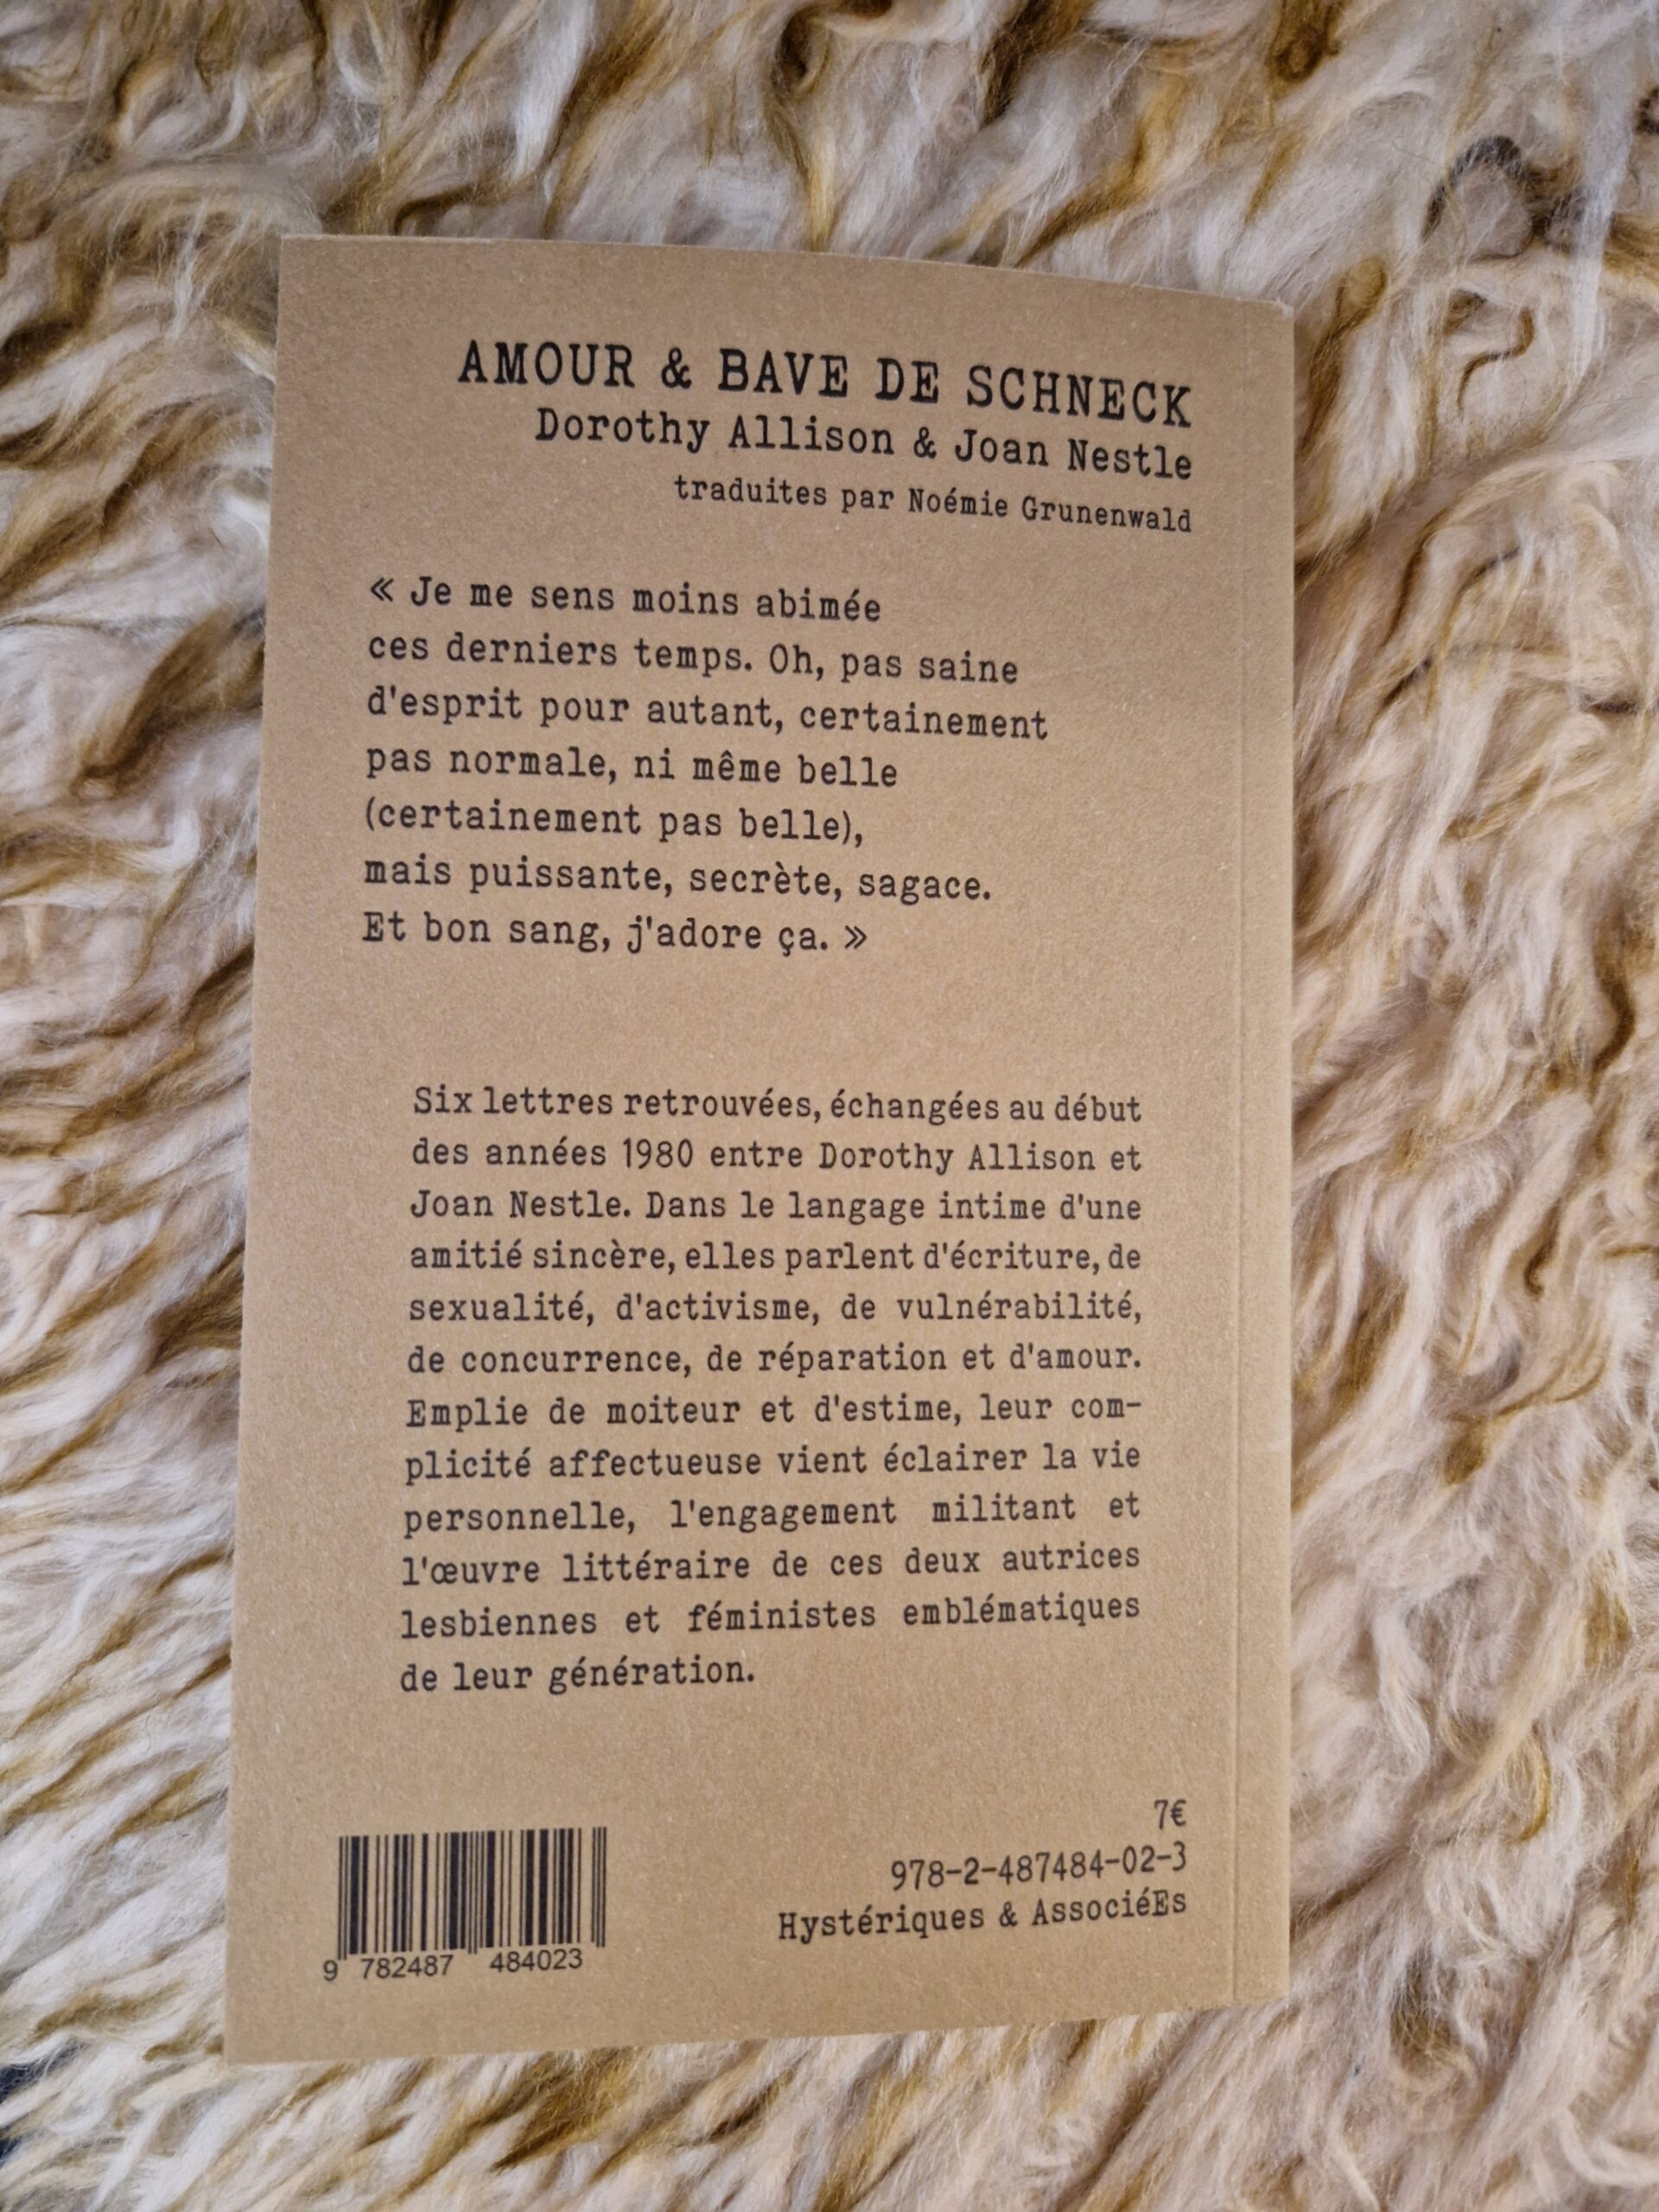 AMOUR & BAVE DE SCHNECK
Dorothy Allison & Joan Nestle
traduites par Noémie Grunenwald
« Je me sens moins abimée
ces derniers temps. Oh, pas saine
d'esprit pour autant, certainement
pas normale, ni même belle
(certainement pas belle),
mais puissante, secrète, sagace.
Et bon sang, j'adore ça. »
Six lettres retrouvées, échangées au début
des années 1980 entre Dorothy Allison et
Joan Nestle. Dans le langage intime d'une
amitié sincère, elles parlent d'écriture, de
sexualité, d'activisme, de vulnérabilité,
de concurrence, de réparation et d'amour.
Emplie de moiteur et d'estime, leur com-
plicité affectueuse vient éclairer la vie
personnelle, l'engagement militant et
l'œuvre littéraire de ces deux autrices
lesbiennes et féministes emblématiques
de leur génération.
7€
978-2-487484-02-3
Hystériques & AssociéEs
9 782487 484023